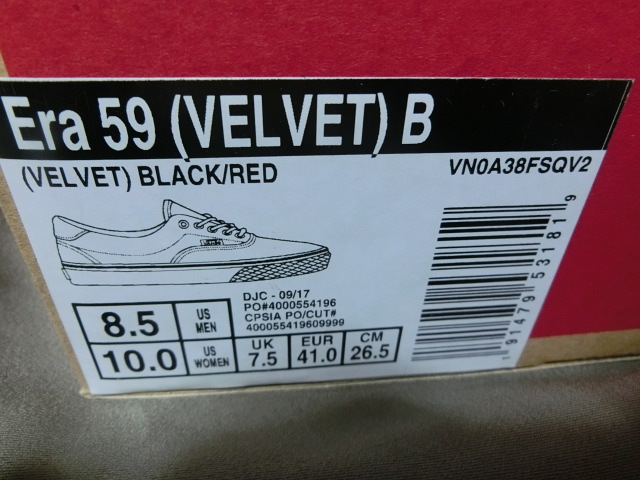 Era 59 (VELVET) B
(VELVET) BLACK/RED
VN0A38FSQV2
DJC - 09/17
PO#4000554196
CPSIA PO/CUT#
400055419609999
8.5 US MEN
10.0 US WOMEN
UK 7.5
EUR 41.0
CM 26.5
1 91479 53181 9